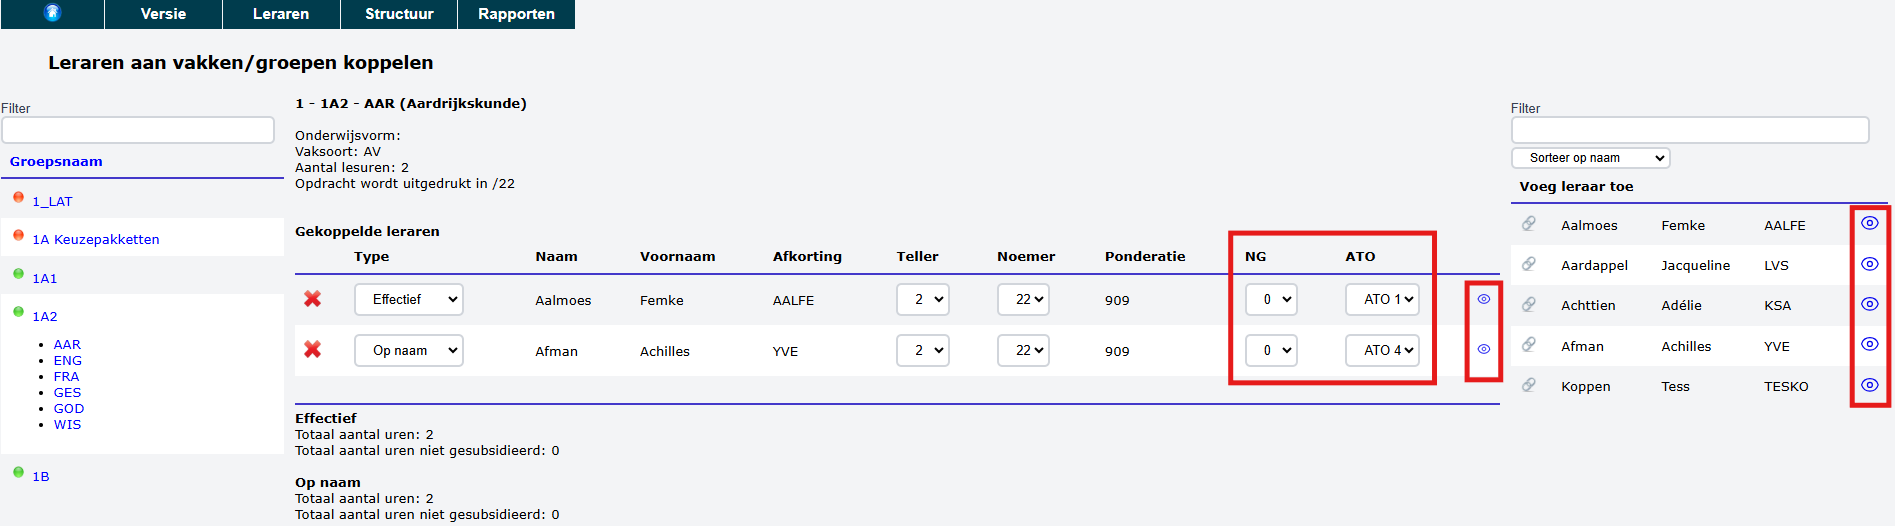 Versie Leraren Structuur Rapporten
Leraren aan vakken/groepen koppelen
Filter
Groepsnaam
1_LAT
1A Keuzepakketten
1A1
1A2
AAR
ENG
FRA
GES
GOD
WIS
1B
1 - 1A2 - AAR (Aardrijkskunde)
Onderwijsvorm:
Vaksoort: AV
Aantal lesuren: 2
Opdracht wordt uitgedrukt in /22
Gekoppelde leraren
Type Naam Voornaam Afkorting Teller Noemer Ponderatie NG ATO
Effectief Aalmoes Femke AALFE 2 22 909 0 ATO 1
Op naam Afman Achilles YVE 2 22 909 0 ATO 4
Effectief
Totaal aantal uren: 2
Totaal aantal uren niet gesubsidieerd: 0
Op naam
Totaal aantal uren: 2
Totaal aantal uren niet gesubsidieerd: 0
Filter
Sorteer op naam
Voeg leraar toe
Aalmoes Femke AALFE
Aardappel Jacqueline LVS
Achttien Adélie KSA
Afman Achilles YVE
Koppen Tess TESKO